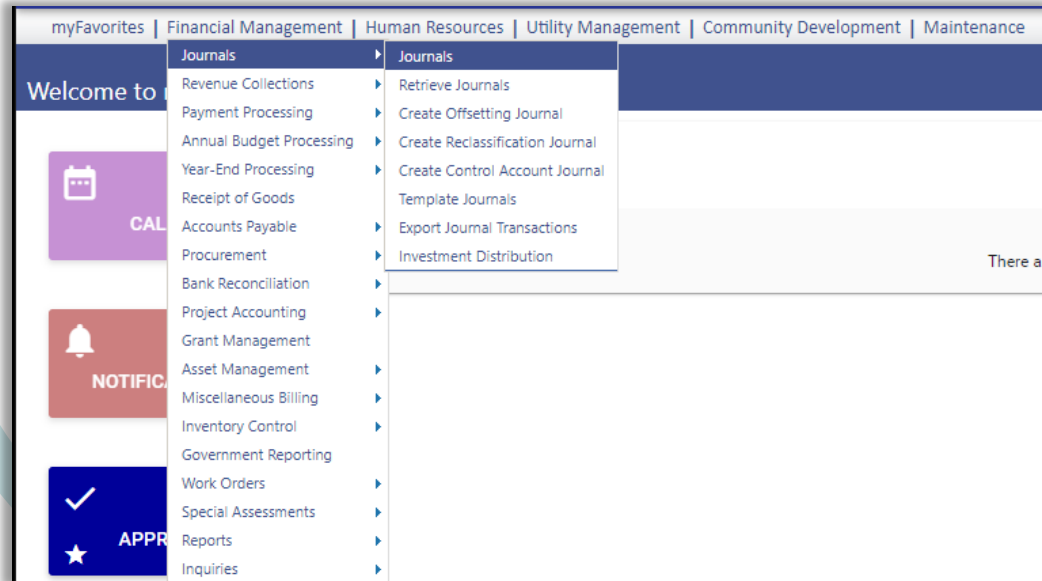 myFavorites | Financial Management | Human Resources | Utility Management | Community Development | Maintenance
Welcome to
Journals
Revenue Collections
Payment Processing
Annual Budget Processing
Year-End Processing
Receipt of Goods
Accounts Payable
Procurement
Bank Reconciliation
Project Accounting
Grant Management
Asset Management
Miscellaneous Billing
Inventory Control
Government Reporting
Work Orders
Special Assessments
Reports
Inquiries
Journals
Retrieve Journals
Create Offsetting Journal
Create Reclassification Journal
Create Control Account Journal
Template Journals
Export Journal Transactions
Investment Distribution
CAL
NOTIFIC
APPR
There a